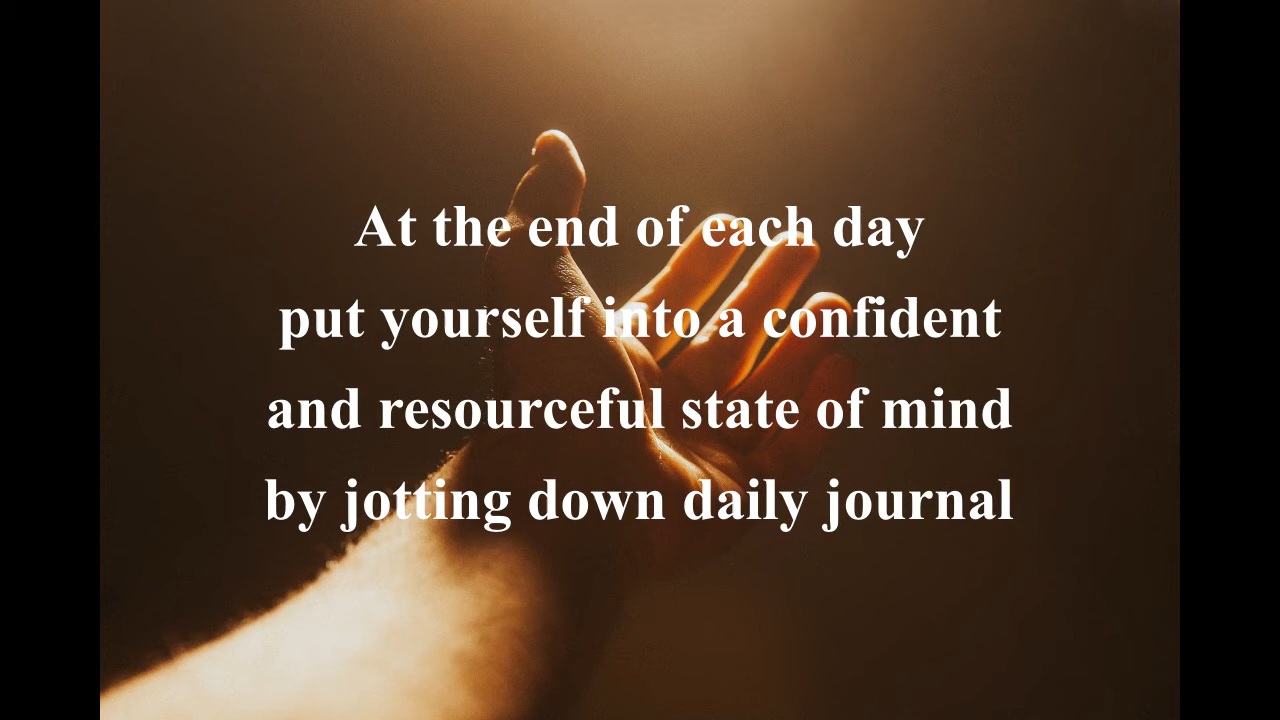 At the end of each day
put yourself into a confident
and resourceful state of mind
by jotting down daily journal